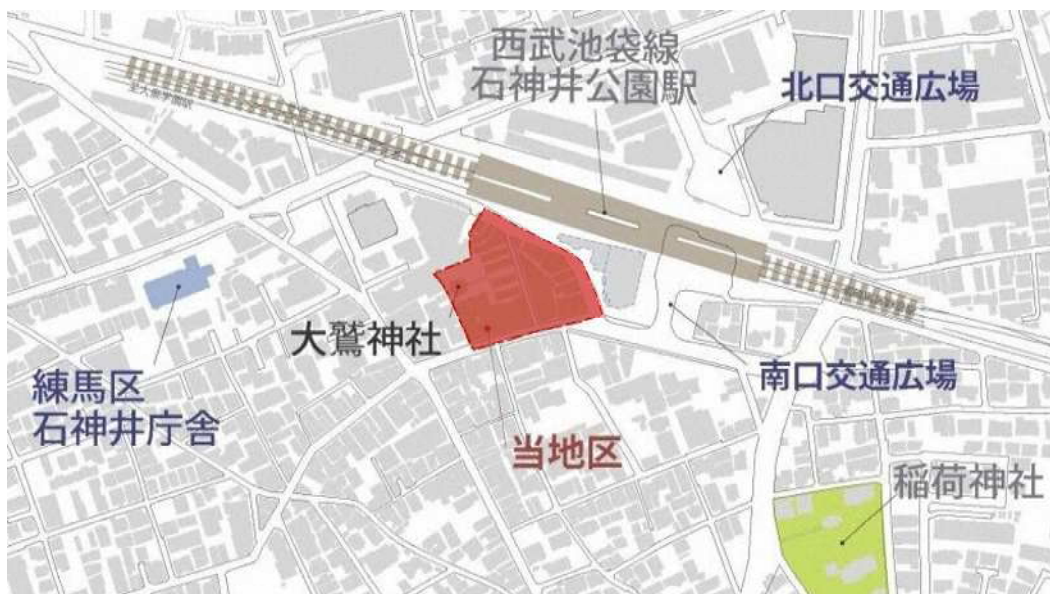 西武池袋線
石神井公園駅
北口交通広場
大鷲神社
練馬区
石神井庁舎
南口交通広場
当地区
稲荷神社